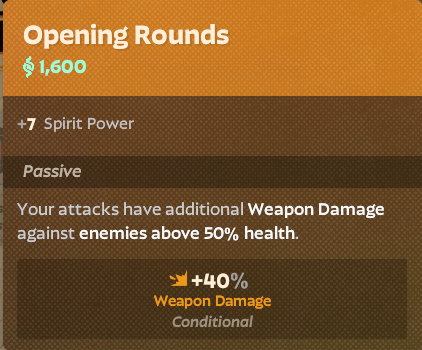 Opening Rounds
1,600
+7 Spirit Power
Passive
Your attacks have additional Weapon Damage
against enemies above 50% health.
+40%
Weapon Damage
Conditional